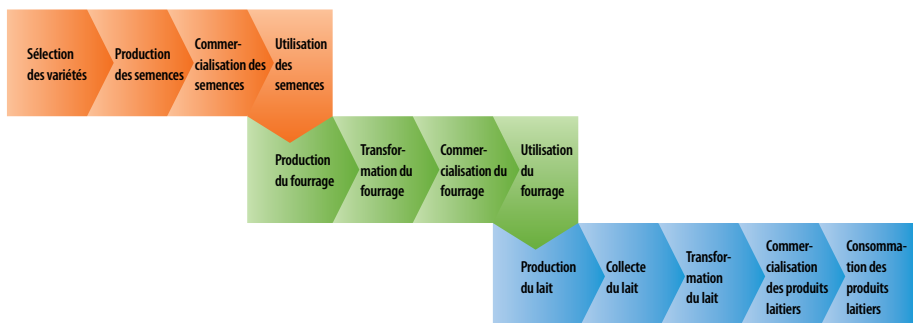 Sélection
des variétés
Production
des semences
Commer-
cialisation des
semences
Utilisation
des
semences
Production
du fourrage
Transfor-
mation du
fourrage
Commer-
cialisation du
fourrage
Utilisation
du
fourrage
Production
du lait
Collecte
du lait
Transfor-
mation
du lait
Commer-
cialisation
des produits
laitiers
Consomma-
tion des
produits
laitiers